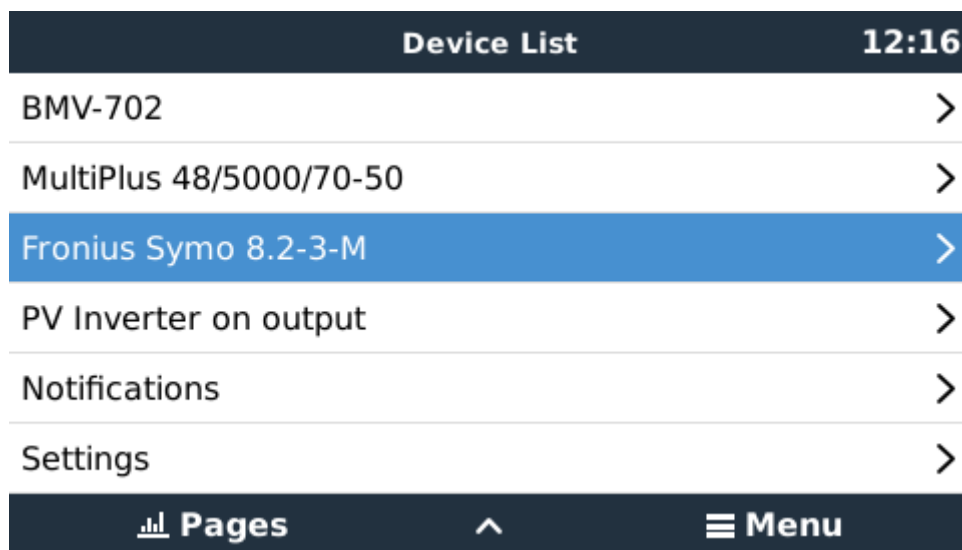 Device List 12:16
BMV-702
MultiPlus 48/5000/70-50
Fronius Symo 8.2-3-M
PV Inverter on output
Notifications
Settings
Pages Menu